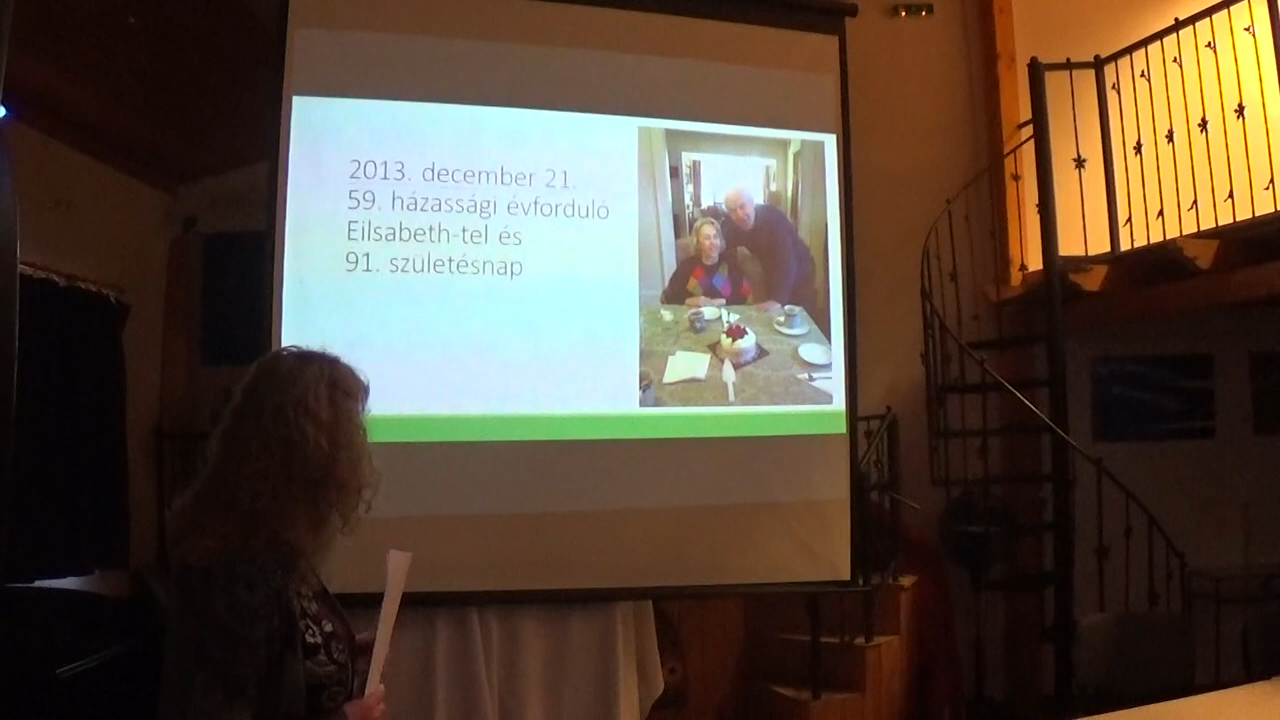 2013. december 21.
59. házassági évforduló
Eilsabeth-tel és
91. születésnap